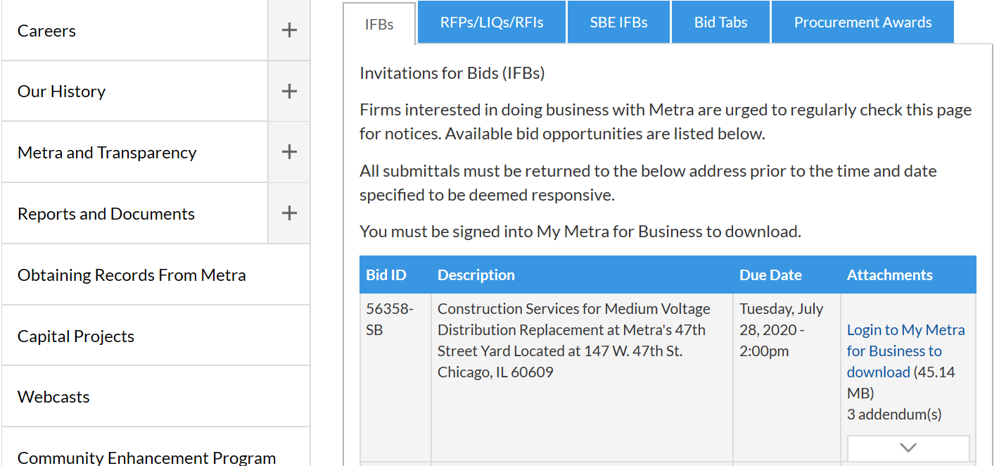 Careers
Our History
Metra and Transparency
Reports and Documents
Obtaining Records From Metra
Capital Projects
Webcasts
Community Enhancement Program
IFBs
RFPs/LIQs/RFIs
SBE IFBs
Bid Tabs
Procurement Awards
Invitations for Bids (IFBs)
Firms interested in doing business with Metra are urged to regularly check this page
for notices. Available bid opportunities are listed below.
All submittals must be returned to the below address prior to the time and date
specified to be deemed responsive.
You must be signed into My Metra for Business to download.
Bid ID
Description
Due Date
Attachments
56358-
SB
Construction Services for Medium Voltage
Distribution Replacement at Metra's 47th
Street Yard Located at 147 W. 47th St.
Chicago, IL 60609
Tuesday, July
28, 2020 -
2:00pm
Login to My Metra
for Business to
download (45.14
MB)
3 addendum(s)